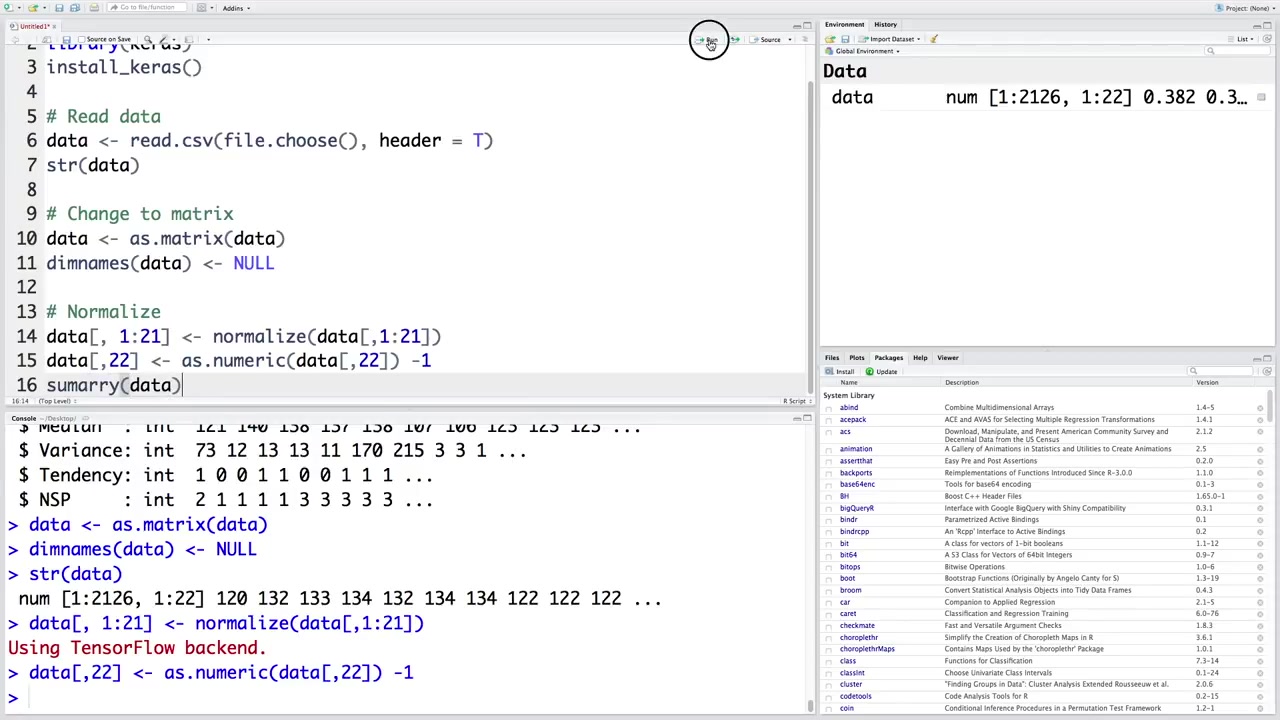 Go to file/function
Addins
Project: (None)
Untitled1*
Source on Save
Run
Source
2 library(keras)
3 install_keras()
4
5 # Read data
6 data <- read.csv(file.choose(), header = T)
7 str(data)
8
9 # Change to matrix
10 data <- as.matrix(data)
11 dimnames(data) <- NULL
12
13 # Normalize
14 data[, 1:21] <- normalize(data[,1:21])
15 data[,22] <- as.numeric(data[,22]) -1
16 sumarry(data)
16:14 (Top Level)
R Script
Console ~/Desktop/
$ Median : int 121 140 138 137 138 107 106 123 123 123 ...
$ Variance: int 73 12 13 13 11 170 215 3 3 1 ...
$ Tendency: int 1 0 0 1 1 0 0 1 1 1 ...
$ NSP : int 2 1 1 1 1 3 3 3 3 3 ...
> data <- as.matrix(data)
> dimnames(data) <- NULL
> str(data)
num [1:2126, 1:22] 120 132 133 134 132 134 134 122 122 122 ...
> data[, 1:21] <- normalize(data[,1:21])
Using TensorFlow backend.
> data[,22] <- as.numeric(data[,22]) -1
>
Environment History
Import Dataset
List
Global Environment
Data
data num [1:2126, 1:22] 0.382 0.3...
Files Plots Packages Help Viewer
Install Update
Name Description Version
System Library
abind Combine Multidimensional Arrays 1.4-5
acepack ACE and AVAS for Selecting Multiple Regression Transformations 1.4.1
acs Download, Manipulate, and Present American Community Survey and Decennial Data from the US Census 2.1.2
animation A Gallery of Animations in Statistics and Utilities to Create Animations 2.5
assertthat Easy Pre and Post Assertions 0.2.0
backports Reimplementations of Functions Introduced Since R-3.0.0 1.1.0
base64enc Tools for base64 encoding 0.1-3
BH Boost C++ Header Files 1.65.0-1
bigQueryR Interface with Google BigQuery with Shiny Compatibility 0.3.1
bindr Parametrized Active Bindings 0.1
bindrcpp An 'Rcpp' Interface to Active Bindings 0.2
bit A class for vectors of 1-bit booleans 1.1-12
bit64 A S3 Class for Vectors of 64bit Integers 0.9-7
bitops Bitwise Operations 1.0-6
boot Bootstrap Functions (Originally by Angelo Canty for S) 1.3-19
broom Convert Statistical Analysis Objects into Tidy Data Frames 0.4.3
car Companion to Applied Regression 2.1-5
caret Classification and Regression Training 6.0-76
checkmate Fast and Versatile Argument Checks 1.8.3
choroplethr Simplify the Creation of Choropleth Maps in R 3.6.1
choroplethrMaps Contains Maps Used by the 'choroplethr' Package 1.0.1
class Functions for Classification 7.3-14
classInt Choose Univariate Class Intervals 0.1-24
cluster "Finding Groups in Data": Cluster Analysis Extended Rousseeuw et al. 2.0.6
codetools Code Analysis Tools for R 0.2-15
coin Conditional Inference Procedures in a Permutation Test Framework 1.2-1